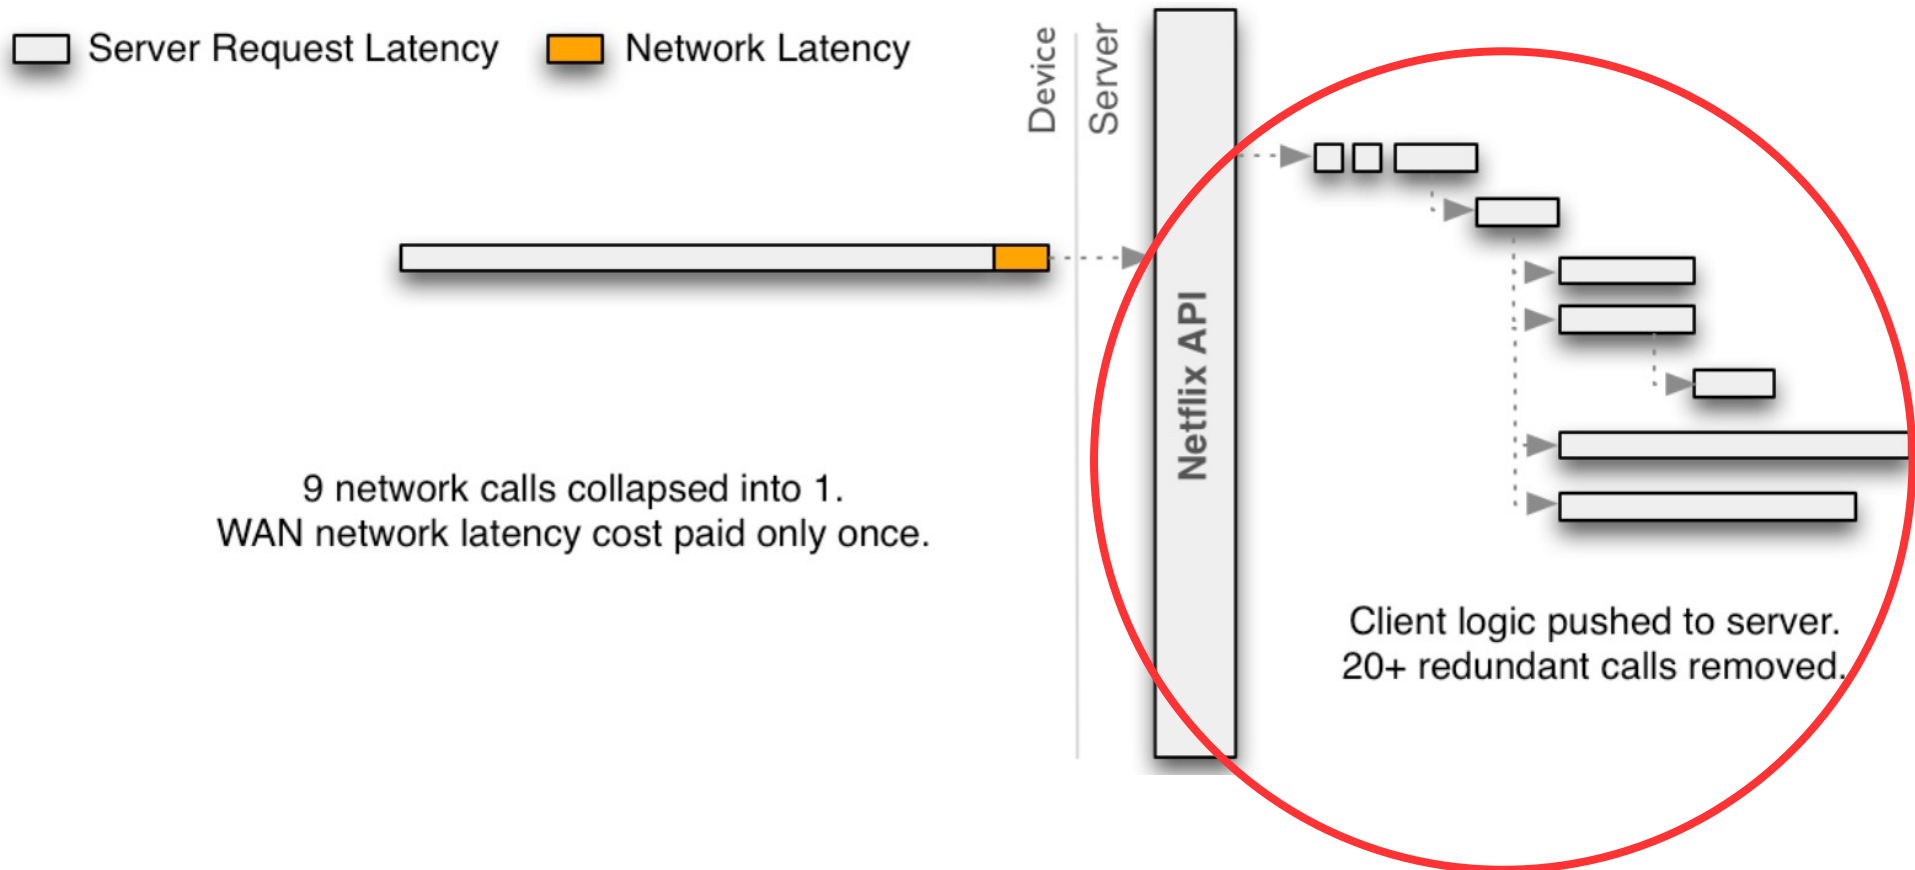 Server Request Latency
Network Latency
Device
Server
Netflix API
9 network calls collapsed into 1.
WAN network latency cost paid only once.
Client logic pushed to server.
20+ redundant calls removed.